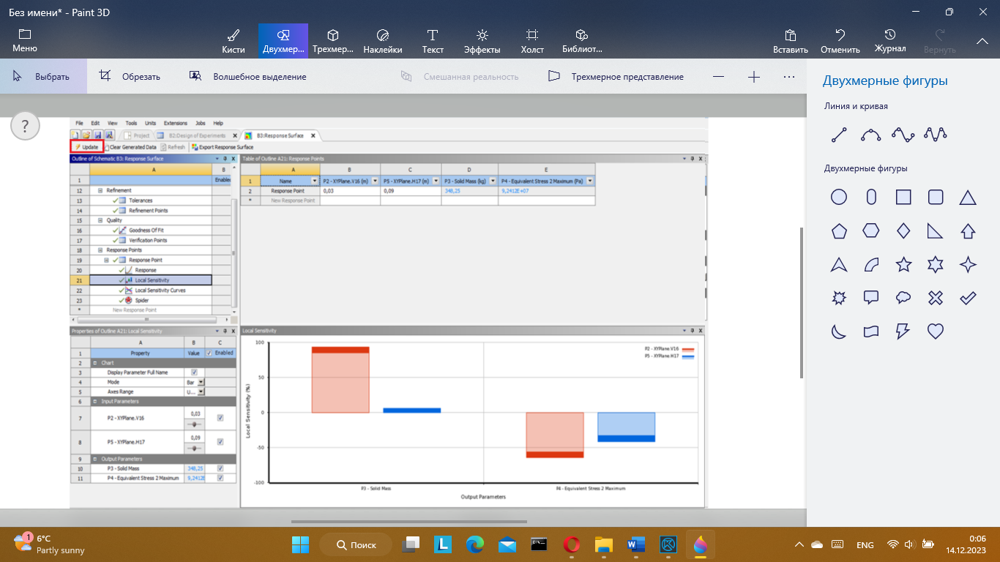 Без имени* - Paint 3D
Меню
Кисти
Двухмер...
Трехмер...
Наклейки
Текст
Эффекты
Холст
Библиот...
Вставить
Отменить
Журнал
Вернуть
Выбрать
Обрезать
Волшебное выделение
Смешанная реальность
Трехмерное представление
Двухмерные фигуры
Линия и кривая
Двухмерные фигуры
?
File Edit View Tools Units Extensions Jobs Help
Project
B2:Design of Experiments
B3:Response Surface
Update
Clear Generated Data
Refresh
Export Response Surface
Outline of Schematic B3: Response Surface
A B
1 Enabled
12 Refinement
13 Tolerances
14 Refinement Points
15 Quality
16 Goodness Of Fit
17 Verification Points
18 Response Points
19 Response Point
20 Response
21 Local Sensitivity
22 Local Sensitivity Curves
23 Spider
* New Response Point
Table of Outline A21: Response Points
A B C D E
1 Name P2 - XYPlane.V16 (m) P5 - XYPlane.H17 (m) P3 - Solid Mass (kg) P4 - Equivalent Stress 2 Maximum (Pa)
2 Response Point 0,03 0,09 348,25 9,2412E+07
* New Response Point
Properties of Outline A21: Local Sensitivity
A B C
1 Property Value Enabled
2 Chart
3 Display Parameter Full Name
4 Mode Bar
5 Axes Range U...
6 Input Parameters
7 P2 - XYPlane.V16 0,03
8 P5 - XYPlane.H17 0,09
9 Output Parameters
10 P3 - Solid Mass 348,25
11 P4 - Equivalent Stress 2 Maximum 9,2412E
Local Sensitivity
P2 - XYPlane.V16
P5 - XYPlane.H17
100
50
0
-50
-100
Local Sensitivity (%)
P3 - Solid Mass
P4 - Equivalent Stress 2 Maximum
Output Parameters
1
6°C
Partly sunny
Поиск
L
ENG
0:06
14.12.2023